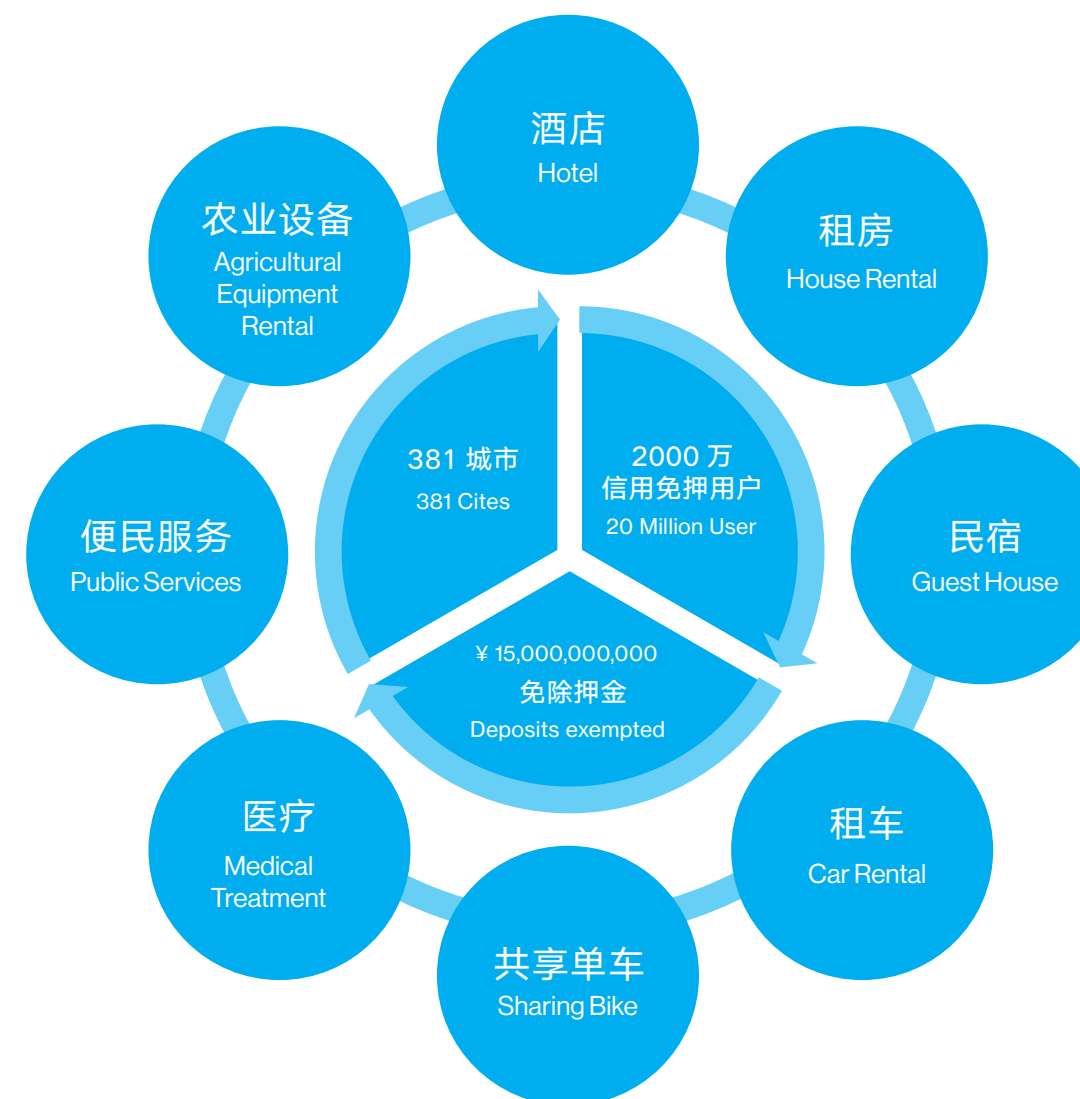 酒店
Hotel
农业设备
Agricultural
Equipment
Rental
租房
House Rental
381 城市
381 Cites
2000 万
信用免押用户
20 Million User
便民服务
Public Services
民宿
Guest House
¥ 15,000,000,000
免除押金
Deposits exempted
医疗
Medical
Treatment
租车
Car Rental
共享单车
Sharing Bike